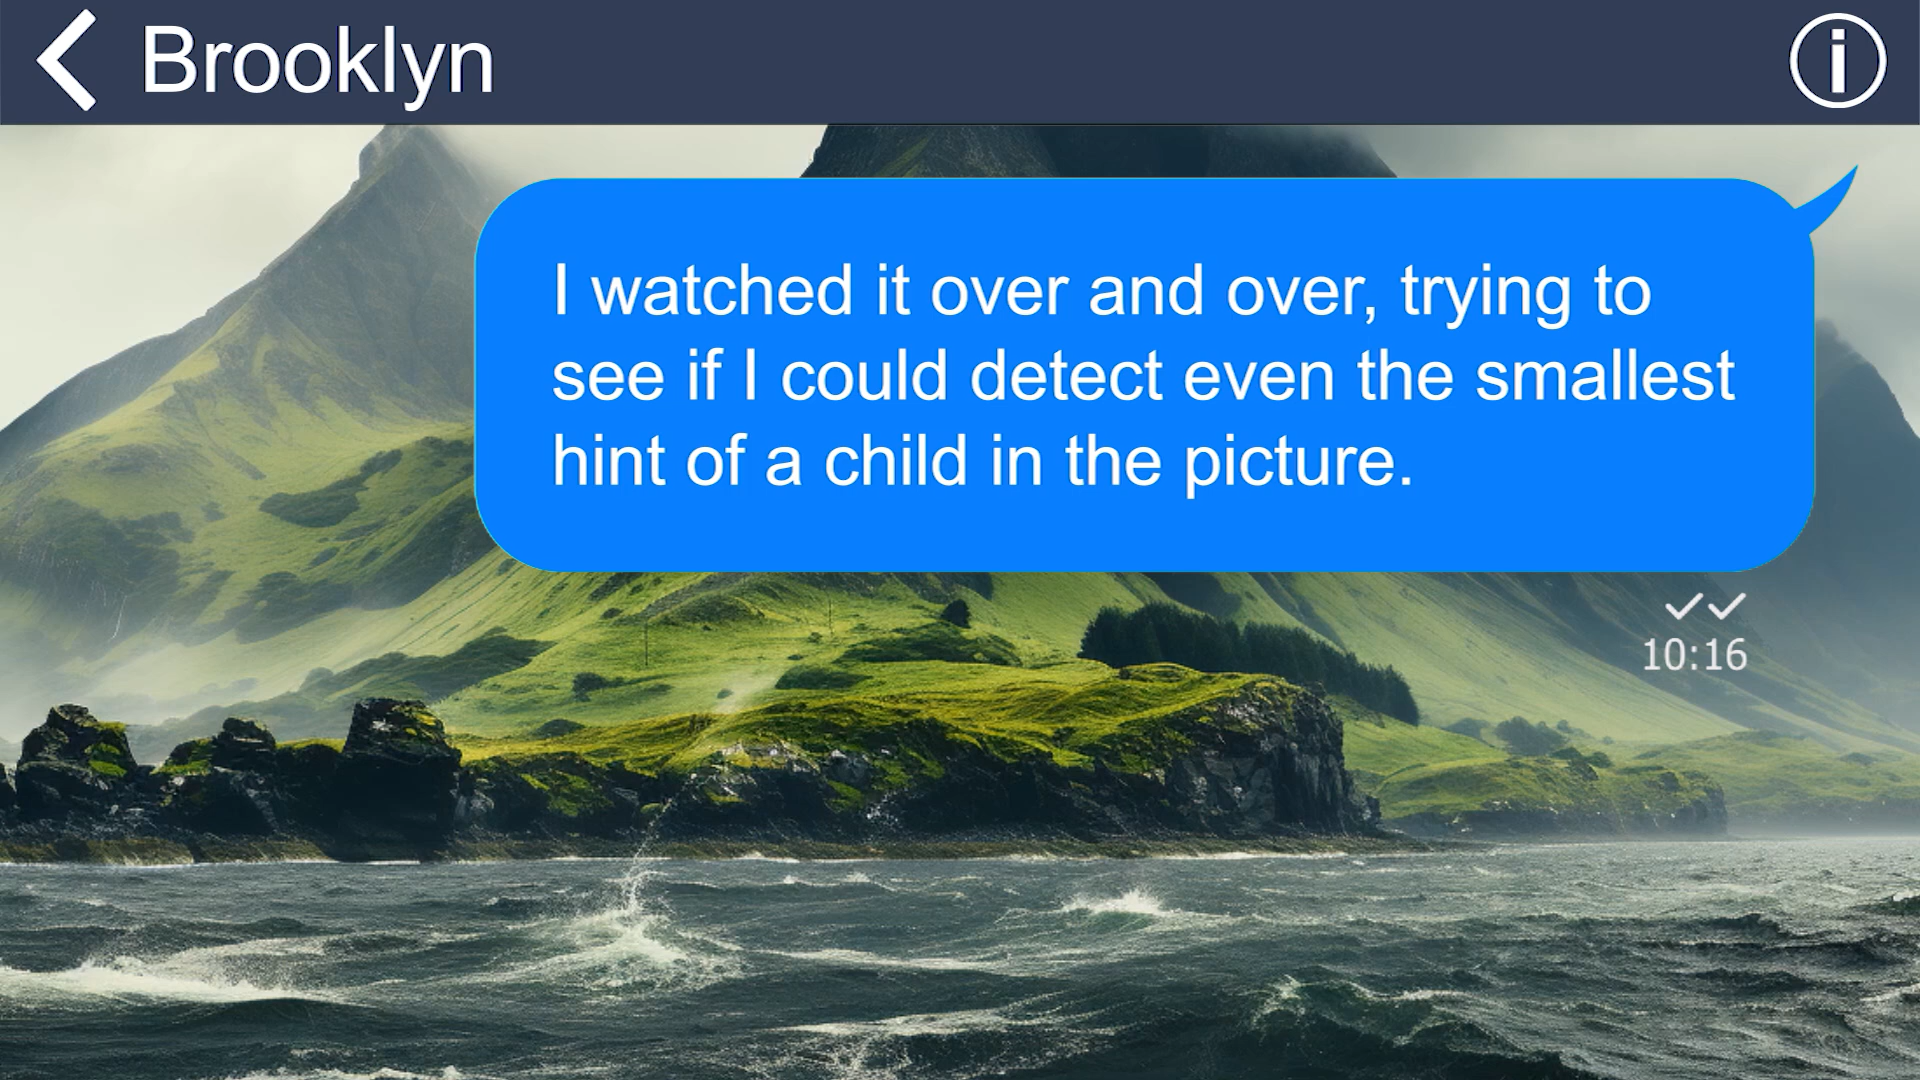 Brooklyn
I watched it over and over, trying to
see if I could detect even the smallest
hint of a child in the picture.
10:16